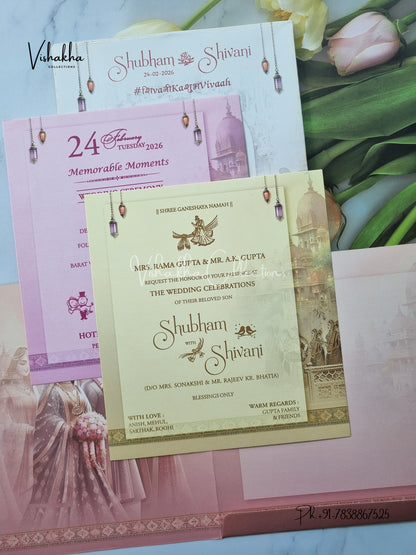 Vishakha
COLLECTIONS
Shubham Shivani
24-02-2026
24 February
TUESDAY 2026
Memorable Moments
WEDDING CEREMONY
|| SHREE GANESHAYA NAMAH ||
MRS. RAMA GUPTA & MR. A.K. GUPTA
REQUEST THE HONOUR OF YOUR PRESENCE AT
THE WEDDING CELEBRATIONS
OF THEIR BELOVED SON
Shubham
WITH
Shivani
(D/O MRS. SONAKSHI & MR. RAJEEV KR. BHATIA)
BLESSINGS ONLY
WITH LOVE :
ANISH, MEHUL,
SARTHAK, ROOHI
WARM REGARDS :
GUPTA FAMILY
& FRIENDS
Vishakha Collections
Ph.+91-7838867525